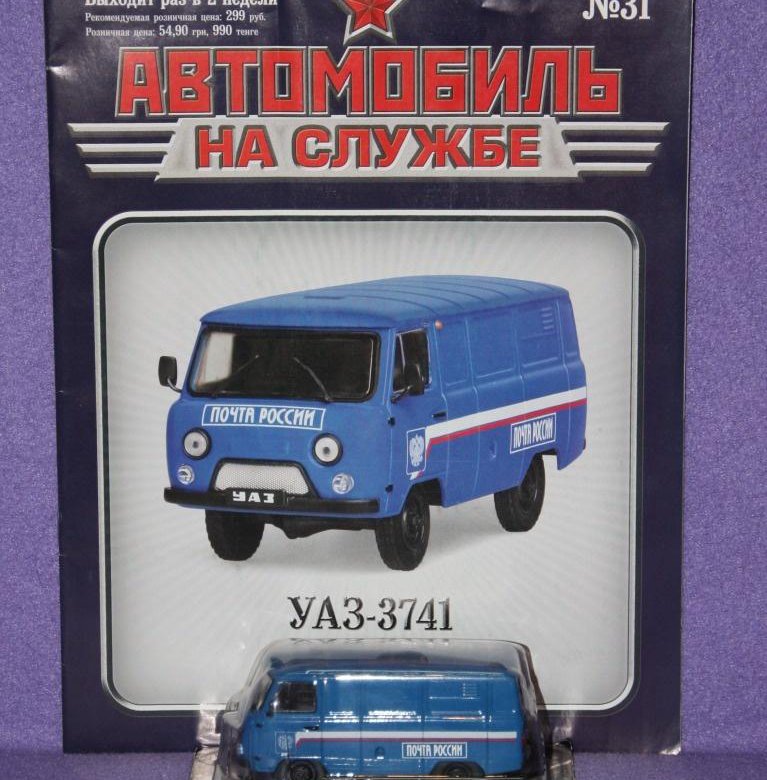 Выходит раз в 2 недели
Рекомендуемая розничная цена: 299 руб.
Розничная цена: 54,90 грн, 990 тенге
№31
АВТОМОБИЛЬ
НА СЛУЖБЕ
ПОЧТА РОССИИ
ПОЧТА РОССИИ
УАЗ
УАЗ-3741
ПОЧТА РОССИИ